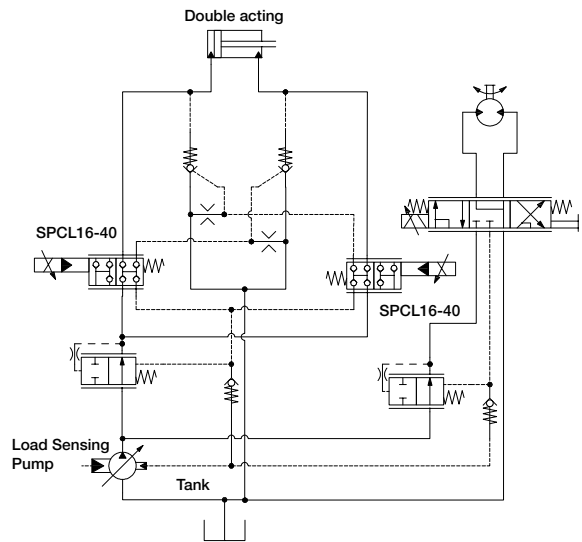 Double acting
SPCL16-40
SPCL16-40
Load Sensing
Pump
Tank